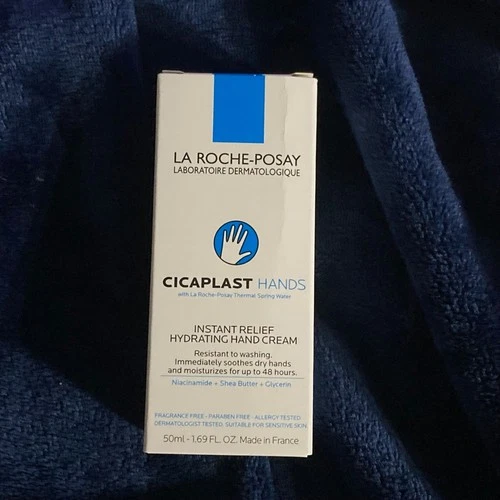 LA ROCHE-POSAY
LABORATOIRE DERMATOLOGIQUE
CICAPLAST HANDS
with La Roche-Posay Thermal Spring Water
INSTANT RELIEF
HYDRATING HAND CREAM
Resistant to washing.
Immediately soothes dry hands
and moisturizes for up to 48 hours.
Niacinamide + Shea Butter + Glycerin
FRAGRANCE FREE - PARABEN FREE - ALLERGY TESTED
DERMATOLOGIST TESTED. SUITABLE FOR SENSITIVE SKIN.
50ml - 1.69 FL. OZ. Made in France